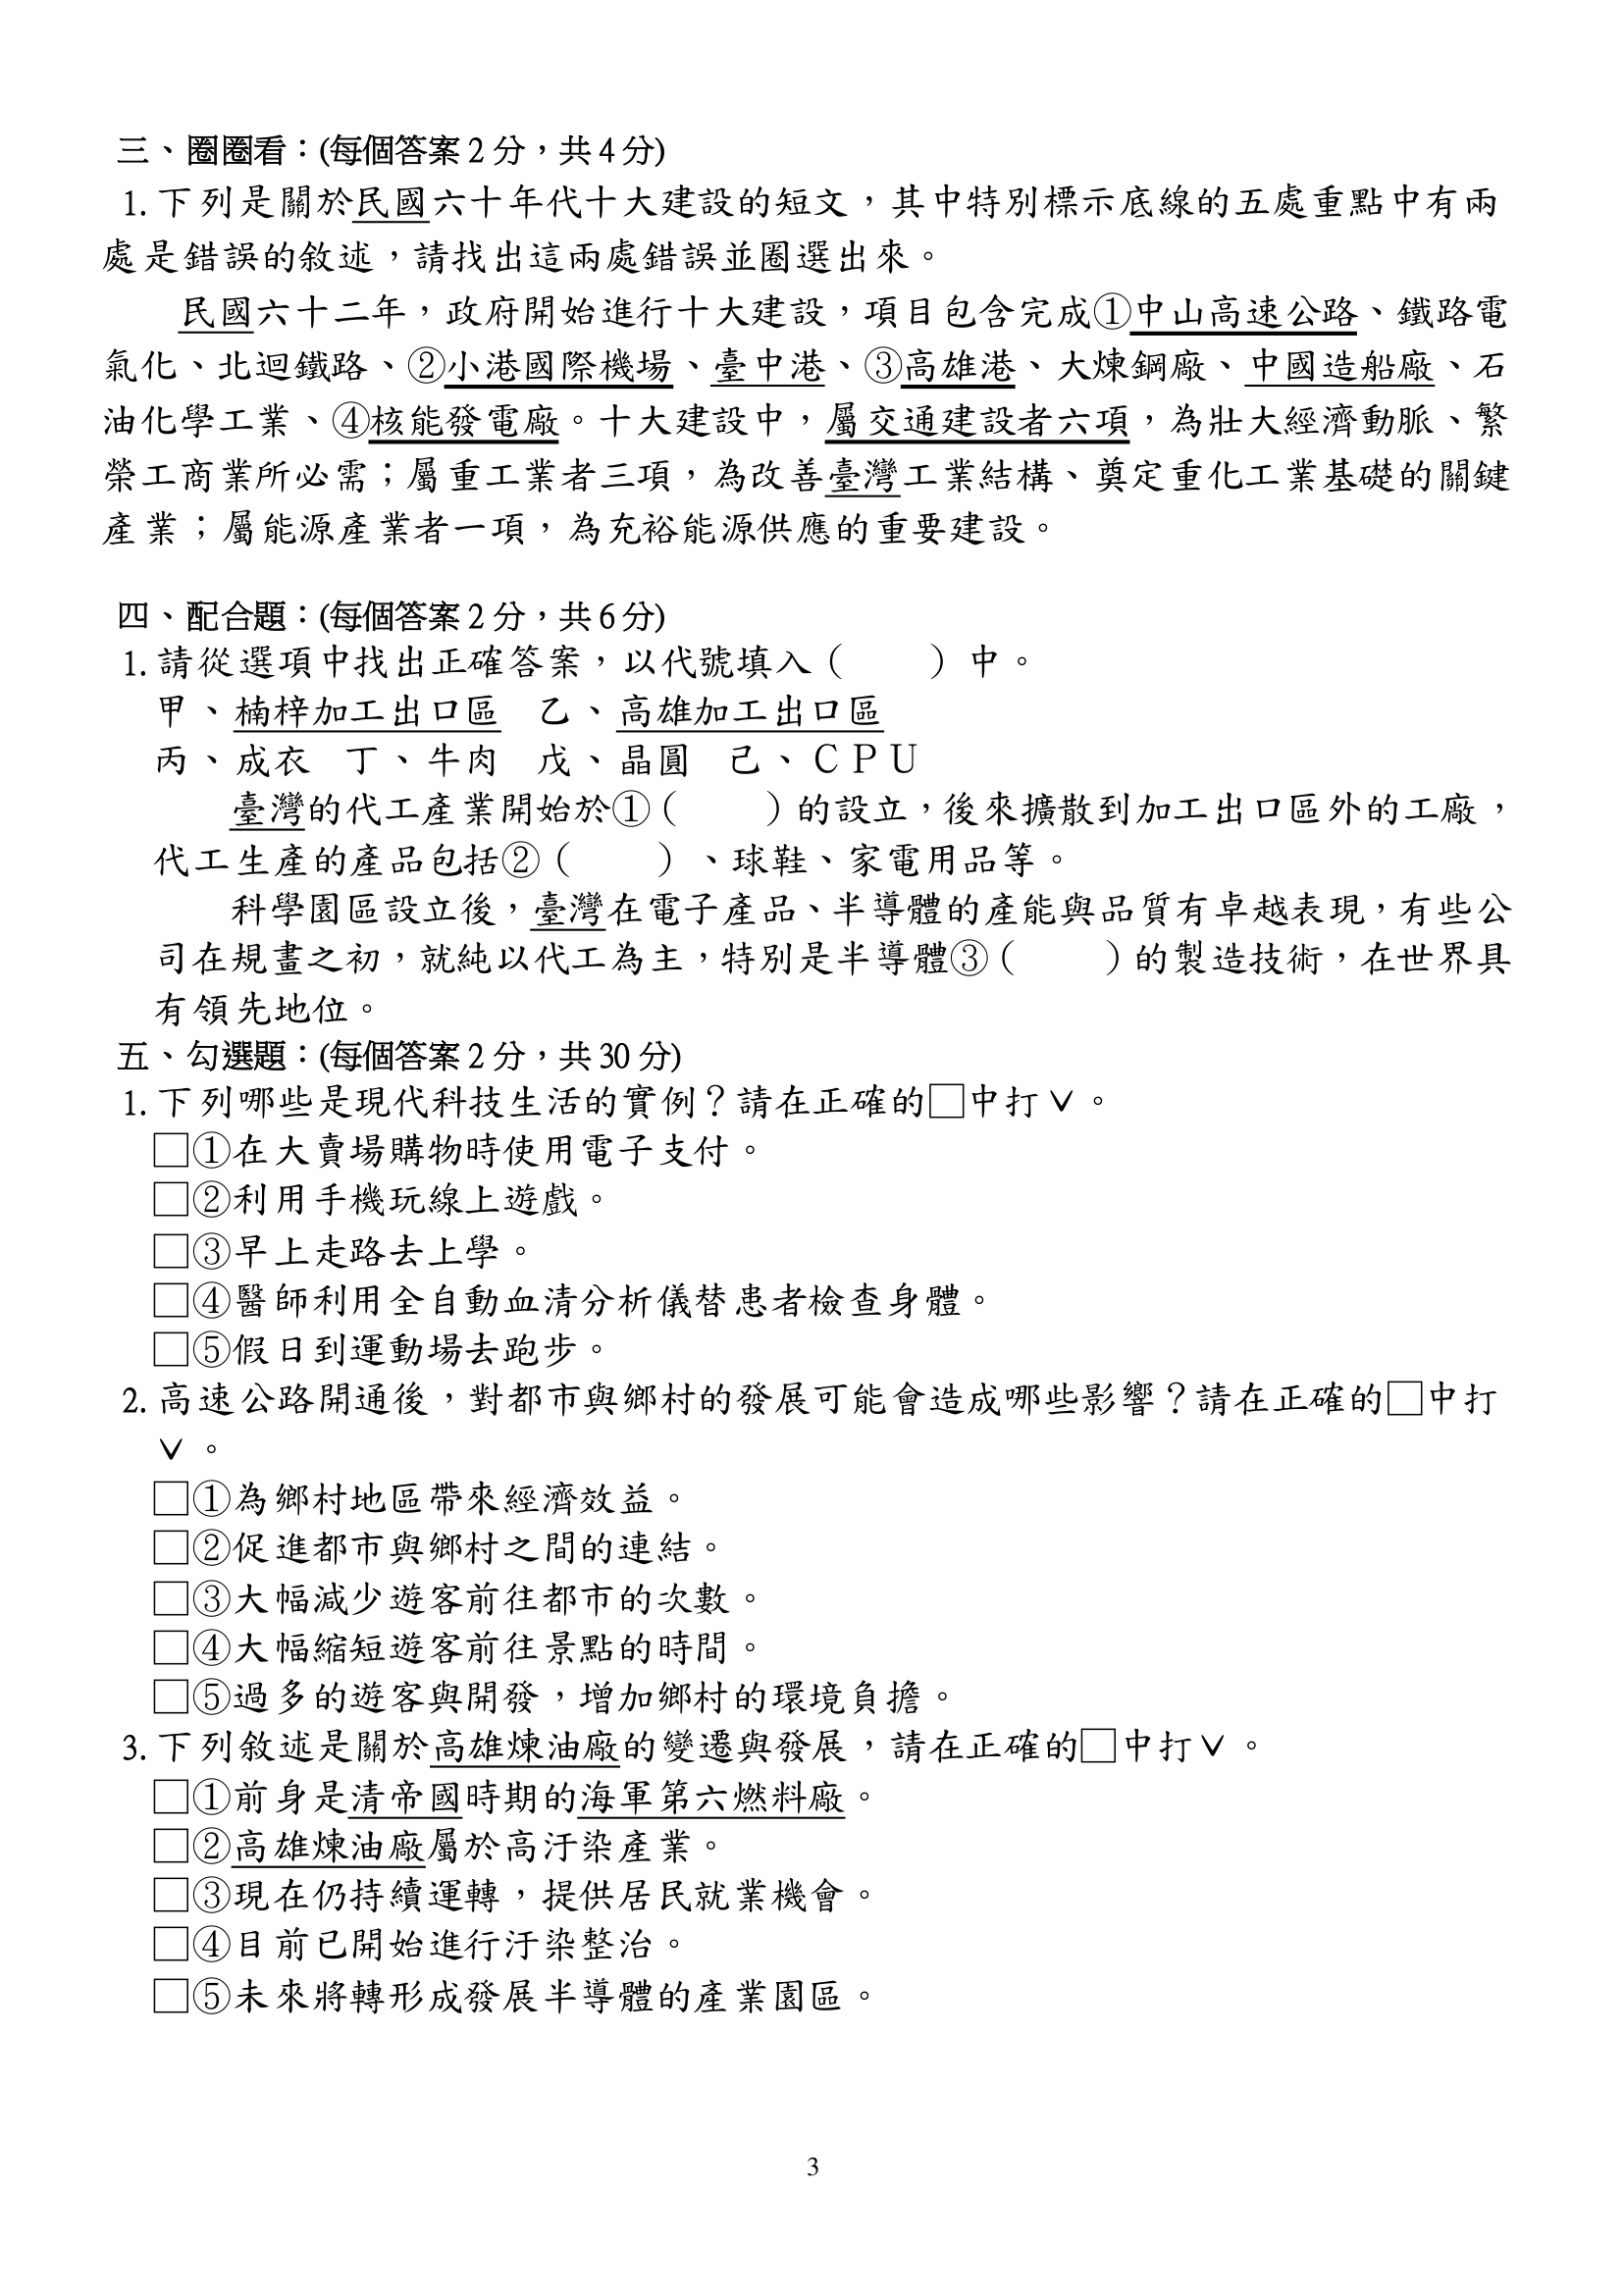 三、圈圈看：(每個答案 2 分，共 4 分)
1. 下列是關於民國六十年代十大建設的短文，其中特別標示底線的五處重點中有兩
處是錯誤的敘述，請找出這兩處錯誤並圈選出來。
民國六十二年，政府開始進行十大建設，項目包含完成①中山高速公路、鐵路電
氣化、北迴鐵路、②小港國際機場、臺中港、③高雄港、大煉鋼廠、中國造船廠、石
油化學工業、④核能發電廠。十大建設中，屬交通建設者六項，為壯大經濟動脈、繁
榮工商業所必需；屬重工業者三項，為改善臺灣工業結構、奠定重化工業基礎的關鍵
產業；屬能源產業者一項，為充裕能源供應的重要建設。
四、配合題：(每個答案 2 分，共 6 分)
1. 請從選項中找出正確答案，以代號填入（　　）中。
甲、楠梓加工出口區　乙、高雄加工出口區
丙、成衣　丁、牛肉　戊、晶圓　己、ＣＰＵ
臺灣的代工產業開始於①（　　）的設立，後來擴散到加工出口區外的工廠，
代工生產的產品包括②（　　）、球鞋、家電用品等。
科學園區設立後，臺灣在電子產品、半導體的產能與品質有卓越表現，有些公
司在規畫之初，就純以代工為主，特別是半導體③（　　）的製造技術，在世界具
有領先地位。
五、勾選題：(每個答案 2 分，共 30 分)
1. 下列哪些是現代科技生活的實例？請在正確的□中打ˇ。
□①在大賣場購物時使用電子支付。
□②利用手機玩線上遊戲。
□③早上走路去上學。
□④醫師利用全自動血清分析儀替患者檢查身體。
□⑤假日到運動場去跑步。
2. 高速公路開通後，對都市與鄉村的發展可能會造成哪些影響？請在正確的□中打
ˇ。
□①為鄉村地區帶來經濟效益。
□②促進都市與鄉村之間的連結。
□③大幅減少遊客前往都市的次數。
□④大幅縮短遊客前往景點的時間。
□⑤過多的遊客與開發，增加鄉村的環境負擔。
3. 下列敘述是關於高雄煉油廠的變遷與發展，請在正確的□中打ˇ。
□①前身是清帝國時期的海軍第六燃料廠。
□②高雄煉油廠屬於高汙染產業。
□③現在仍持續運轉，提供居民就業機會。
□④目前已開始進行汙染整治。
□⑤未來將轉形成發展半導體的產業園區。
3